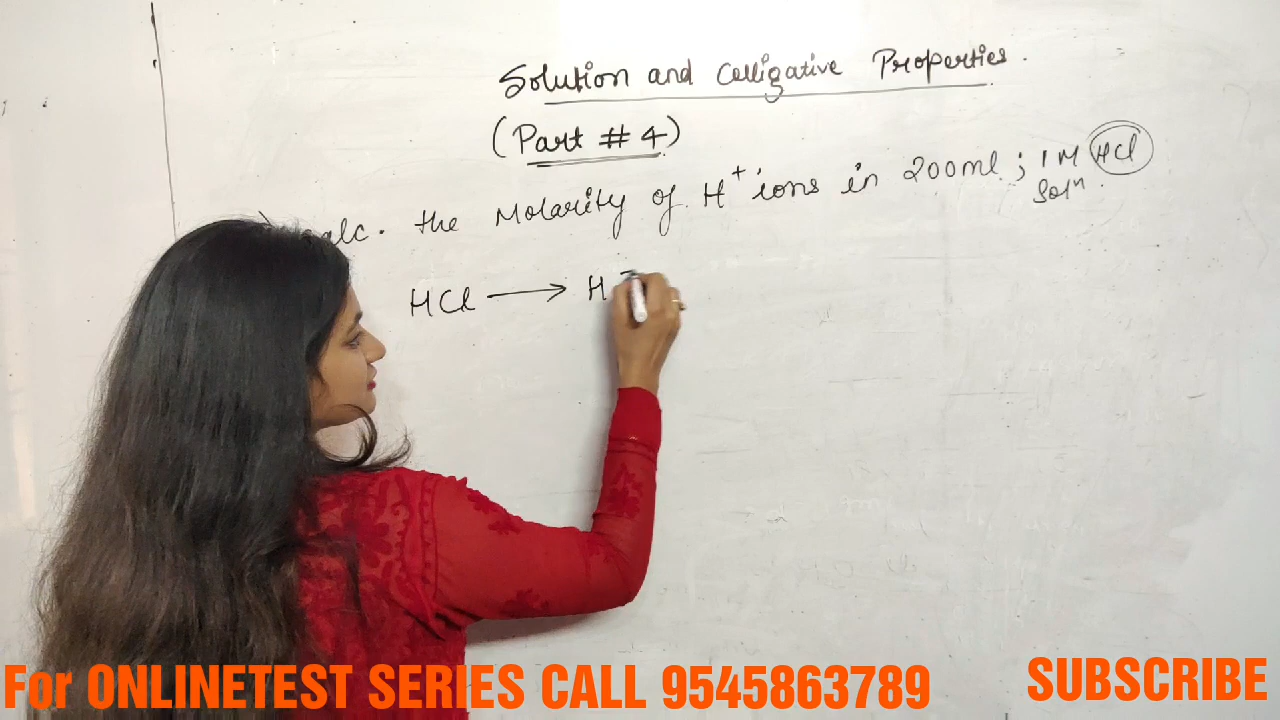 Solution and Colligative Properties.
(Part # 4)
calc. the Molarity of H+ ions in 200ml ; 1 M HCl
Solⁿ.
HCl ⟶ H
For ONLINETEST SERIES CALL 9545863789
SUBSCRIBE